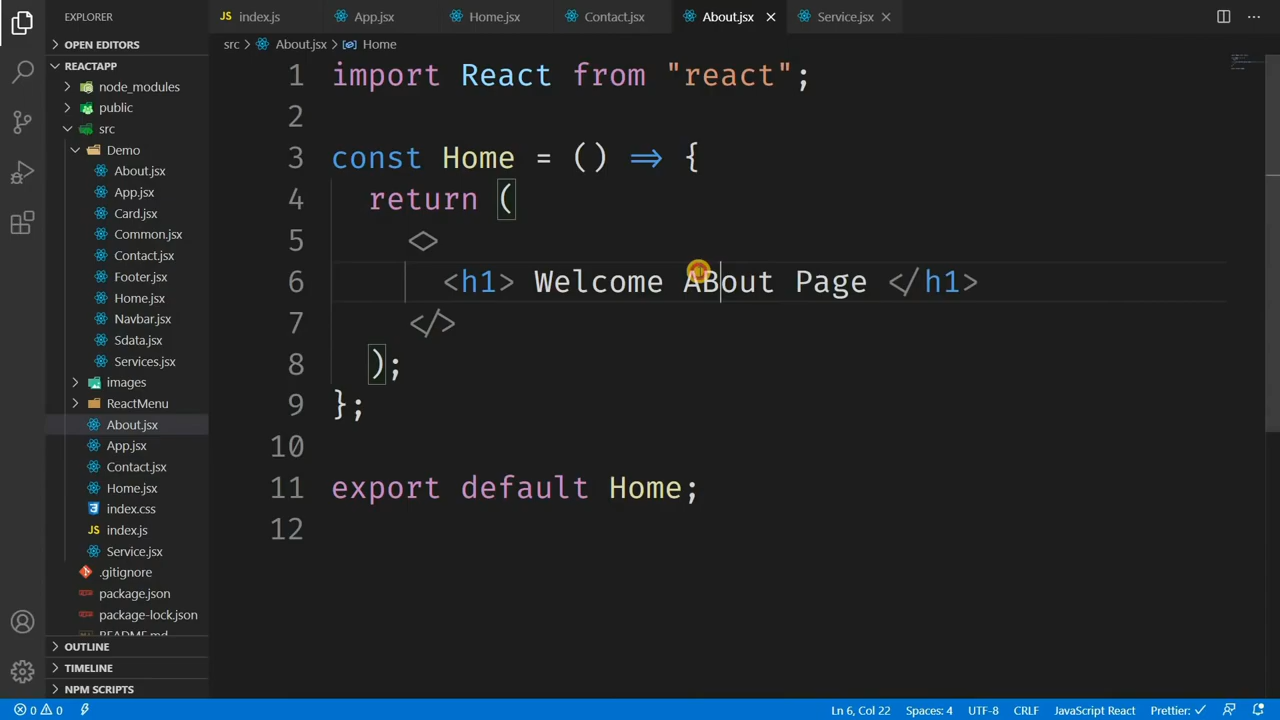 EXPLORER
index.js
App.jsx
Home.jsx
Contact.jsx
About.jsx
Service.jsx
OPEN EDITORS
src > About.jsx > Home
REACTAPP
node_modules
public
src
Demo
About.jsx
App.jsx
Card.jsx
Common.jsx
Contact.jsx
Footer.jsx
Home.jsx
Navbar.jsx
Sdata.jsx
Services.jsx
images
ReactMenu
About.jsx
App.jsx
Contact.jsx
Home.jsx
index.css
JS index.js
Service.jsx
.gitignore
package.json
package-lock.json
README.md
OUTLINE
TIMELINE
NPM SCRIPTS
1 import React from "react";
2
3 const Home = () => {
4 return (
5 <>
6 <h1> Welcome ABout Page </h1>
7 </>
8 );
9 };
10
11 export default Home;
12
0 0 Ln 6, Col 22 Spaces: 4 UTF-8 CRLF JavaScript React Prettier: ✓